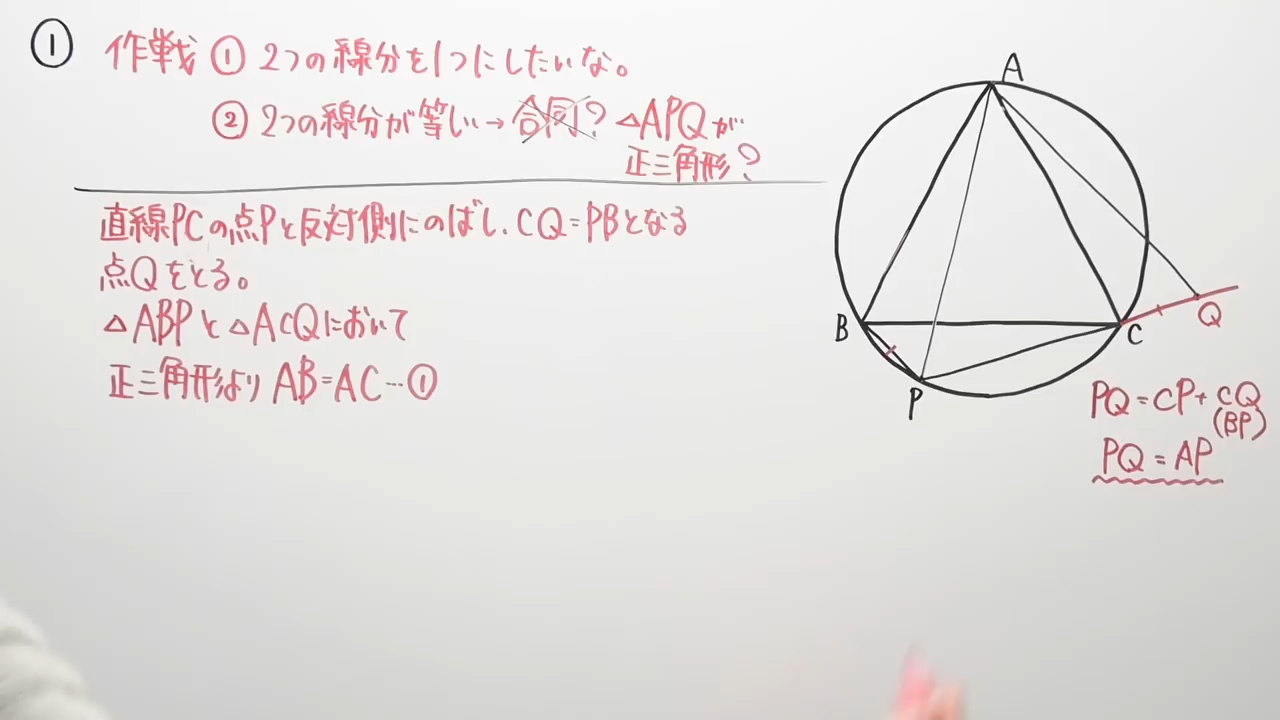 ①
作戦 ① 2つの線分を1つにしたいな。
② 2つの線分が等しい→合同? △APQが
正三角形?
直線PCの点Pと反対側にのばし、CQ=PBとなる
点Qをとる。
△ABPと△ACQにおいて
正三角形より AB=AC…①
A
B
C
P
Q
PQ=CP+CQ
(BP)
PQ=AP